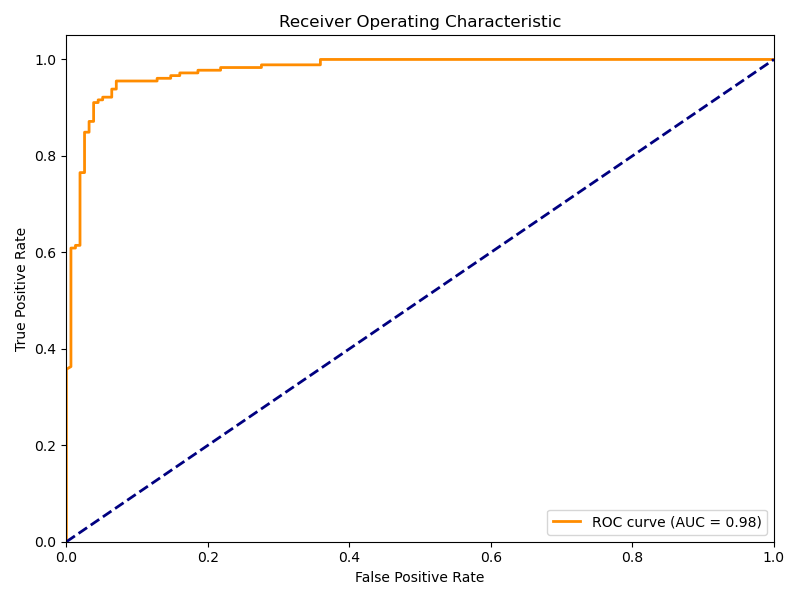 Receiver Operating Characteristic
True Positive Rate
1.0
0.8
0.6
0.4
0.2
0.0
ROC curve (AUC = 0.98)
0.0 0.2 0.4 0.6 0.8 1.0
False Positive Rate